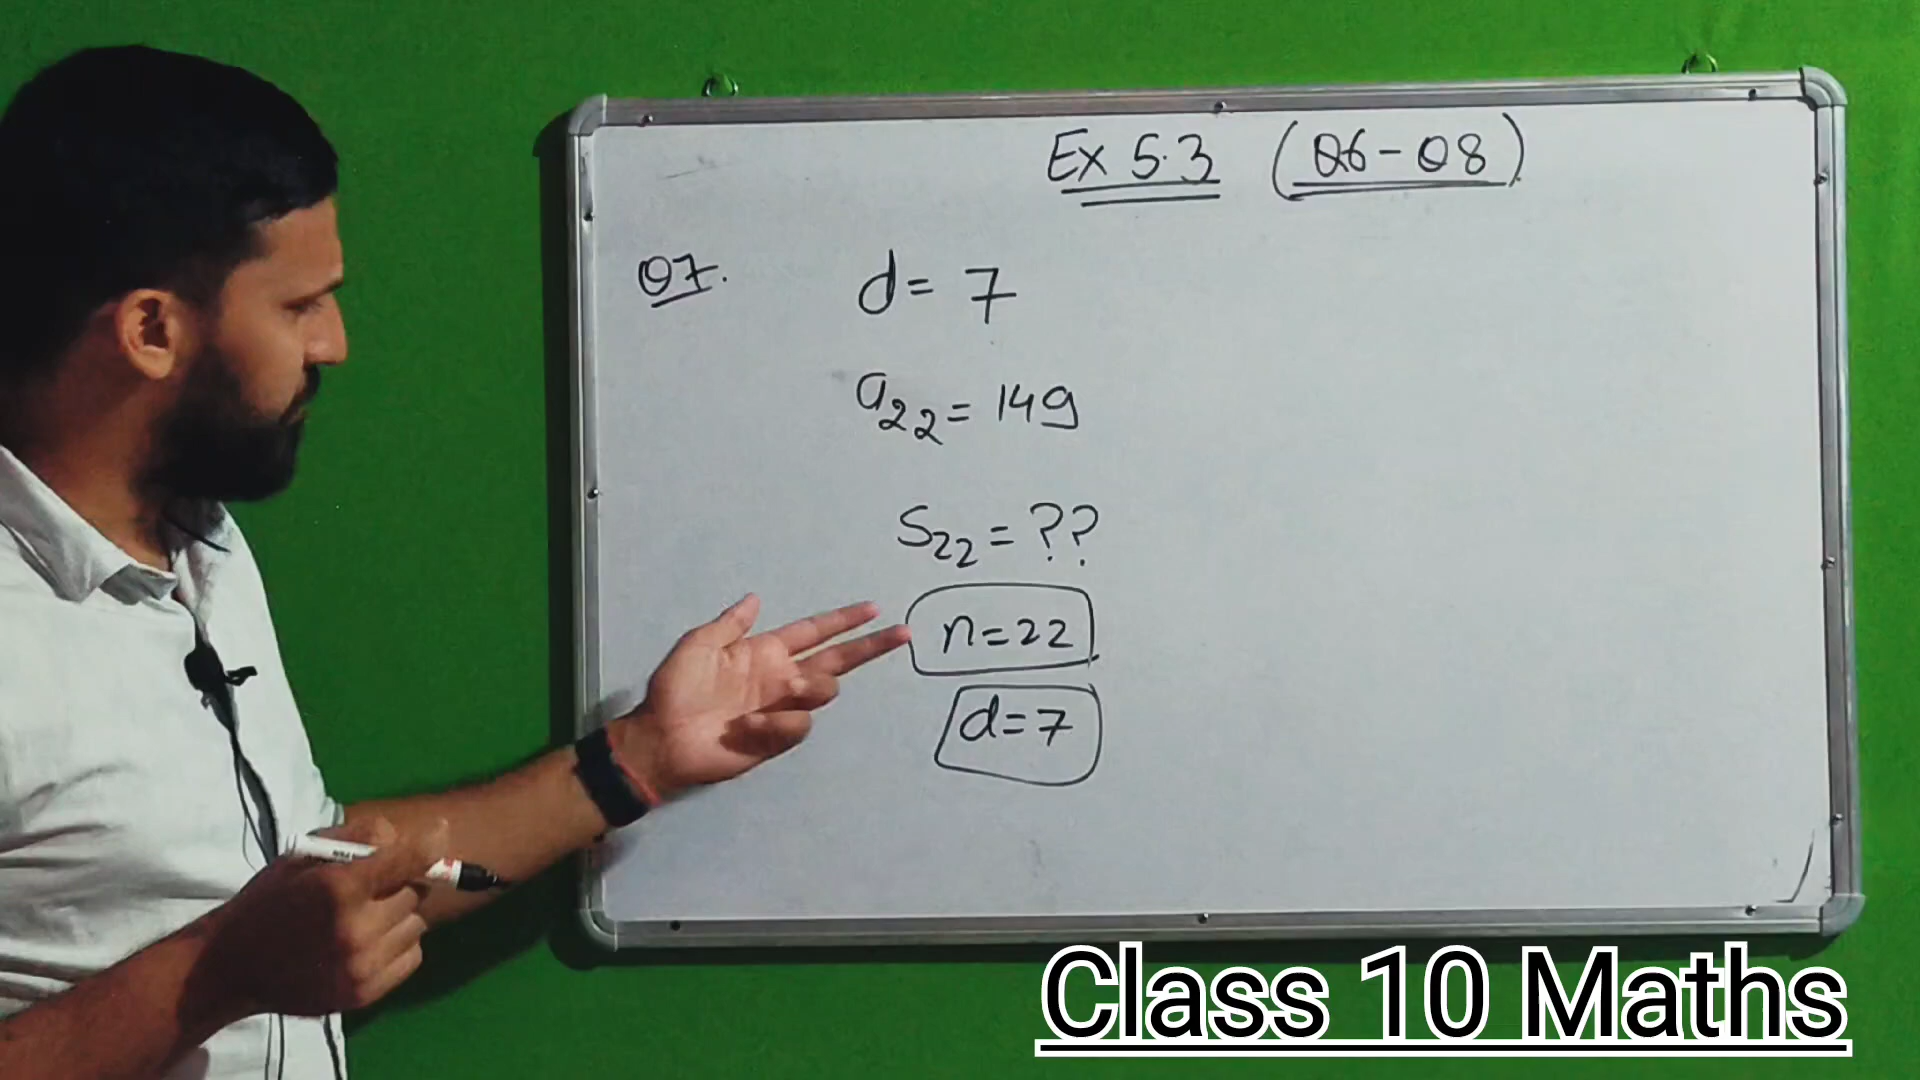 Ex 5.3 (Q6-Q8)
Q7. d = 7
a22 = 149
S22 = ??
n=22
d=7
Class 10 Maths